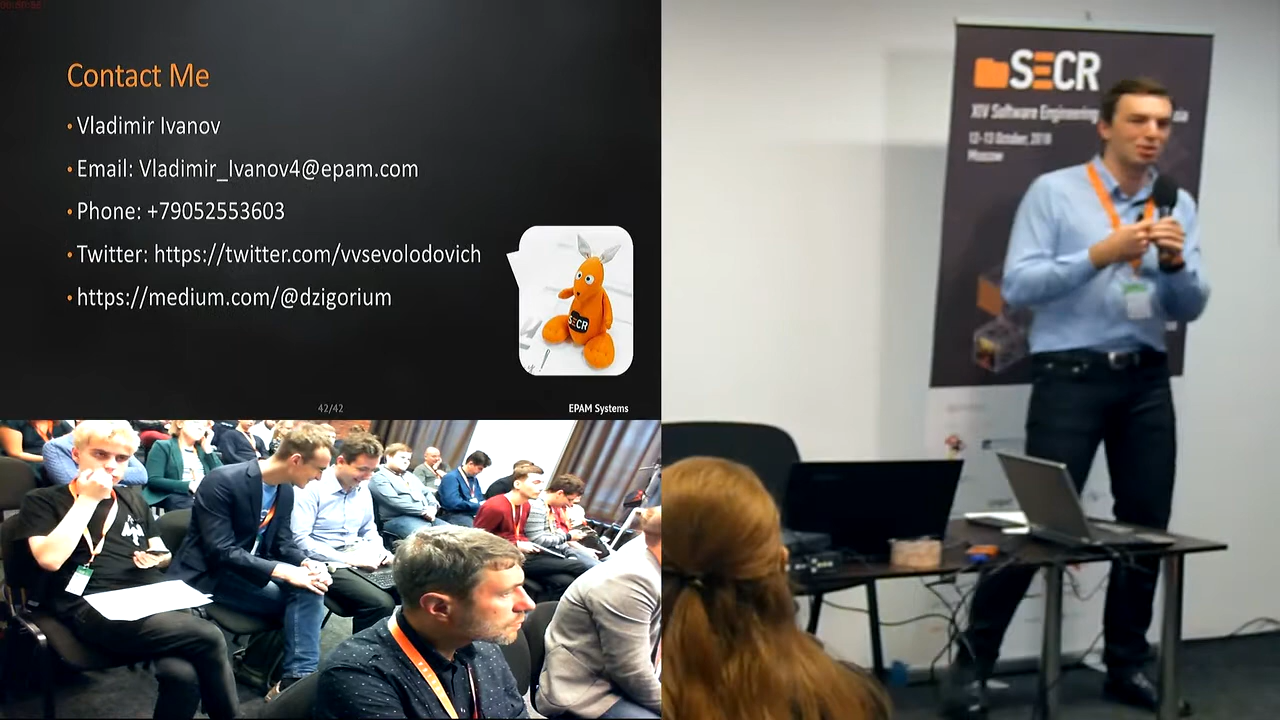 Contact Me
• Vladimir Ivanov
• Email: Vladimir_Ivanov4@epam.com
• Phone: +79052553603
• Twitter: https://twitter.com/vvsevolodovich
• https://medium.com/@dzigorium
SECR
42/42
EPAM Systems
SECR
XIV Software Engineering
12-13 October, 2018
Moscow